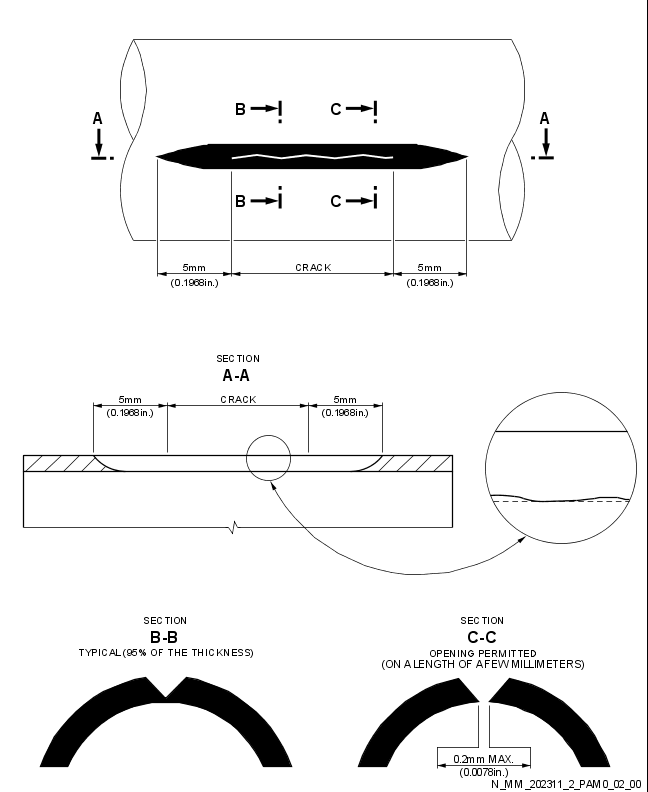 B C
A A
B C
5mm CRACK 5mm
(0.1968in.) (0.1968in.)
SECTION
A-A
5mm CRACK 5mm
(0.1968in.) (0.1968in.)
SECTION
B-B
TYPICAL (95% OF THE THICKNESS)
SECTION
C-C
OPENING PERMITTED
(ON A LENGTH OF A FEW MILLIMETERS)
0.2mm MAX.
(0.0078in.)
N_MM_202311_2_PAM0_02_00